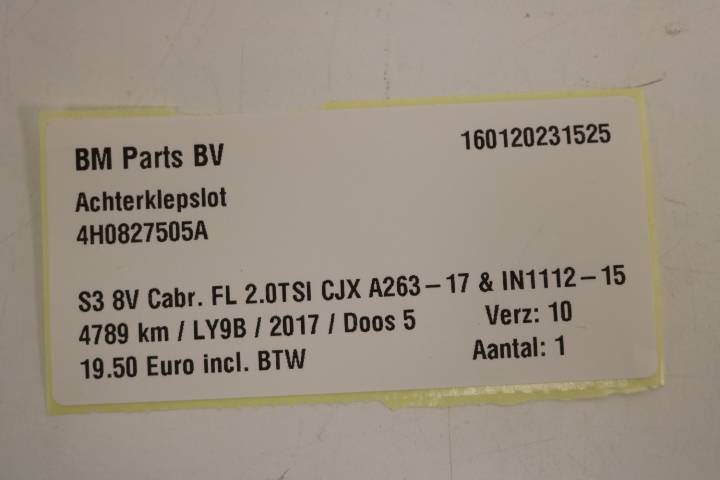 BM Parts BV 160120231525
Achterklepslot
4H0827505A
S3 8V Cabr. FL 2.0TSI CJX A263-17 & IN1112-15
4789 km / LY9B / 2017 / Doos 5 Verz: 10
19.50 Euro incl. BTW Aantal: 1